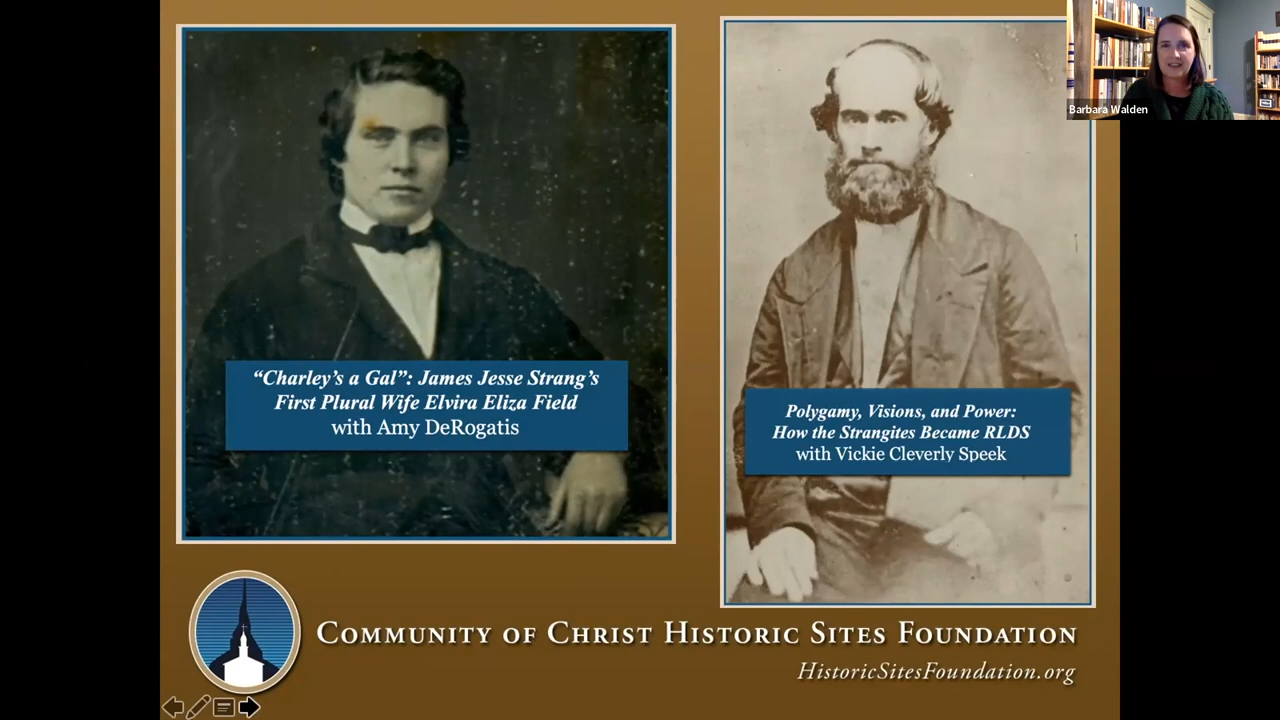 Barbara Walden
“Charley’s a Gal”: James Jesse Strang’s
First Plural Wife Elvira Eliza Field
with Amy DeRogatis
Polygamy, Visions, and Power:
How the Strangites Became RLDS
with Vickie Cleverly Speek
Community of Christ Historic Sites Foundation
HistoricSitesFoundation.org